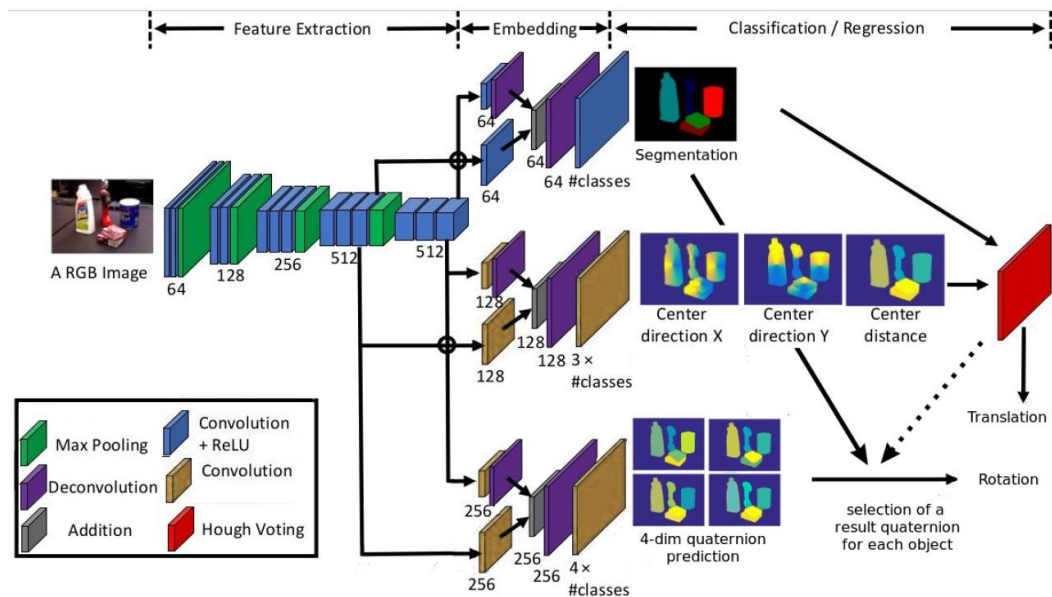 Feature Extraction
Embedding
Classification / Regression
A RGB Image
64
128
256
512
512
64
64
64
64 #classes
Segmentation
128
128
128
128
3 ×
#classes
Center
direction X
Center
direction Y
Center
distance
256
256
256
256
4 ×
#classes
4-dim quaternion
prediction
Translation
Rotation
selection of a
result quaternion
for each object
Max Pooling
Convolution
+ ReLU
Deconvolution
Convolution
Addition
Hough Voting